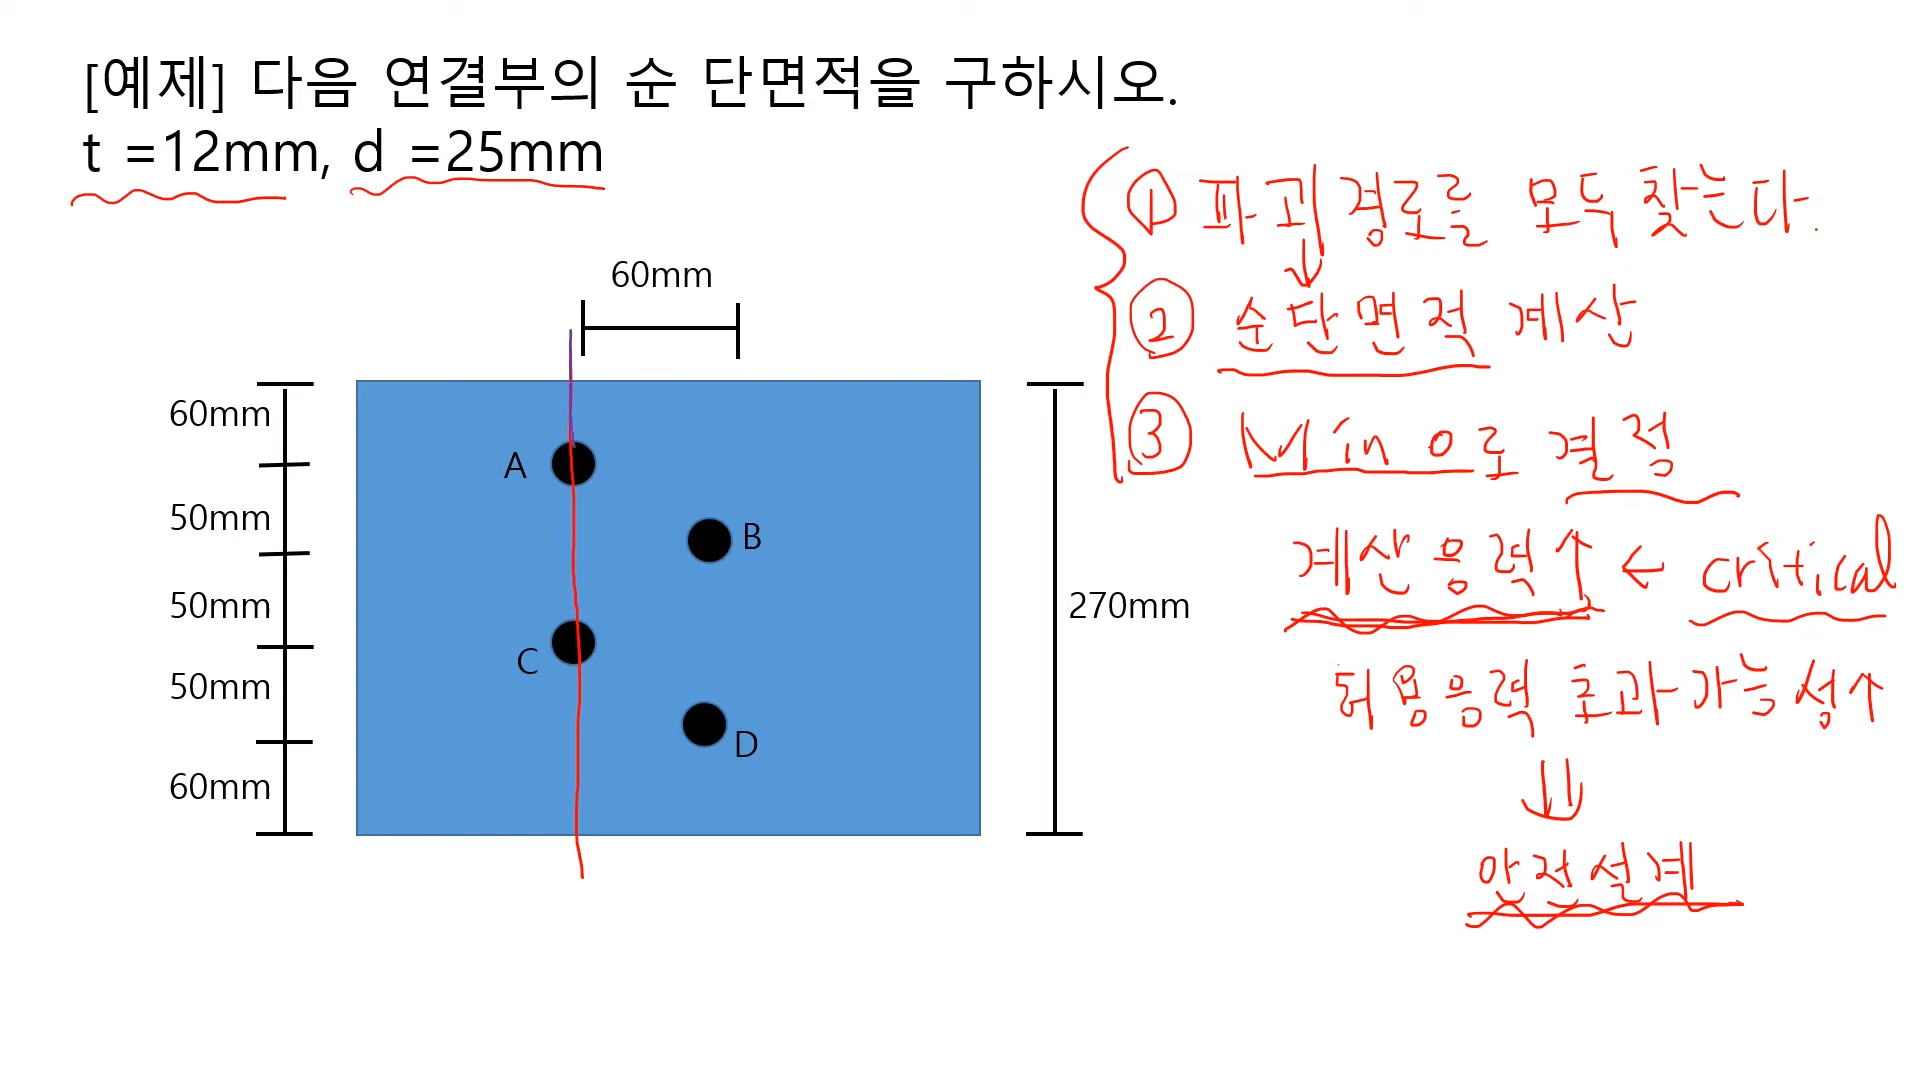 [예제] 다음 연결부의 순 단면적을 구하시오.
t =12mm, d =25mm
① 파괴경로를 모두 찾는다.
② 순단면적 계산
③ Min 으로 결정
계산응력↑ ← critical
허용응력 초과가능성↑
안전설계
60mm
60mm
50mm
50mm
50mm
60mm
A
B
C
D
270mm